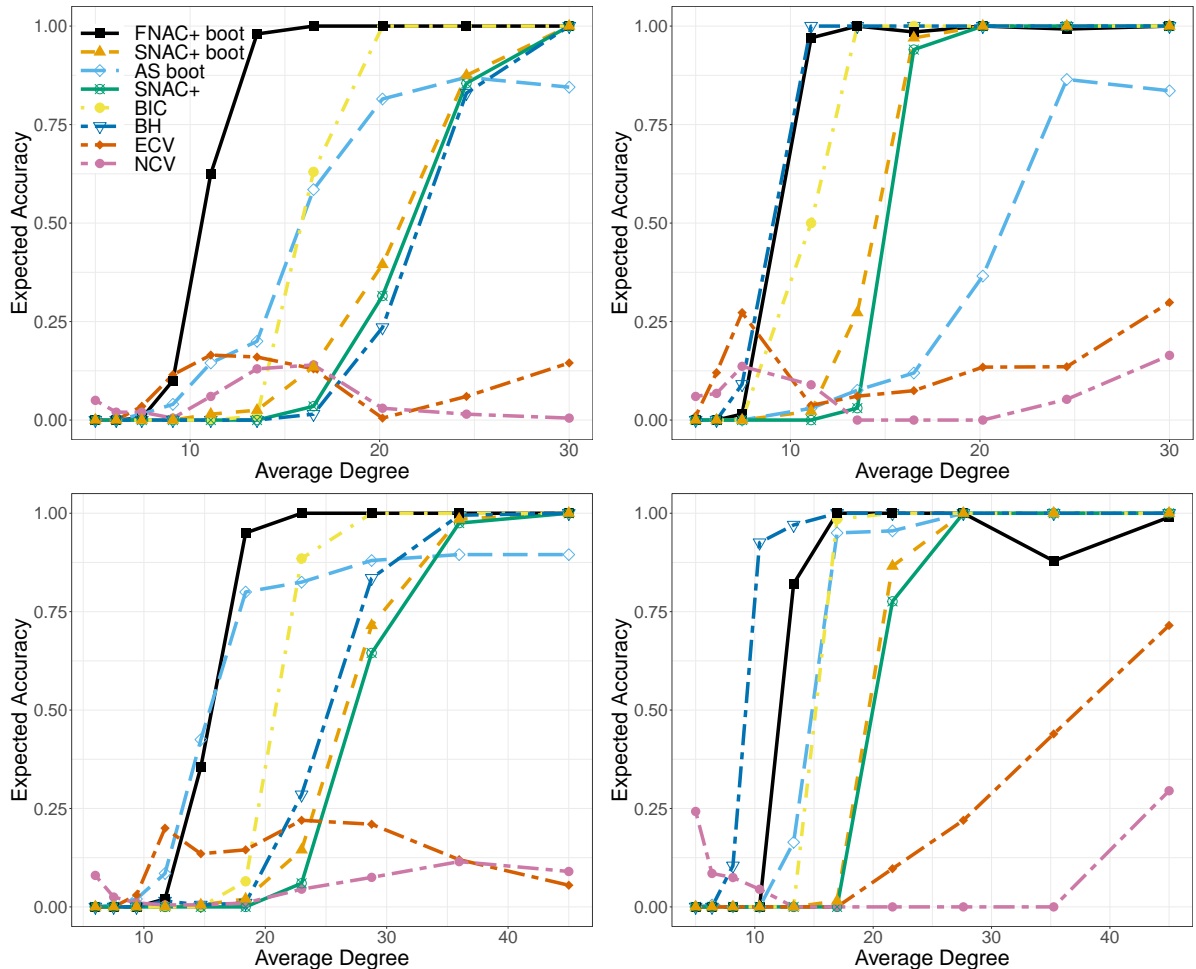 1.00
0.75
0.50
0.25
0.00
Expected Accuracy
FNAC+ boot
SNAC+ boot
AS boot
SNAC+
BIC
BH
ECV
NCV
10
20
30
Average Degree
1.00
0.75
0.50
0.25
0.00
Expected Accuracy
10
20
30
Average Degree
1.00
0.75
0.50
0.25
0.00
Expected Accuracy
10
20
30
40
Average Degree
1.00
0.75
0.50
0.25
0.00
Expected Accuracy
10
20
30
40
Average Degree